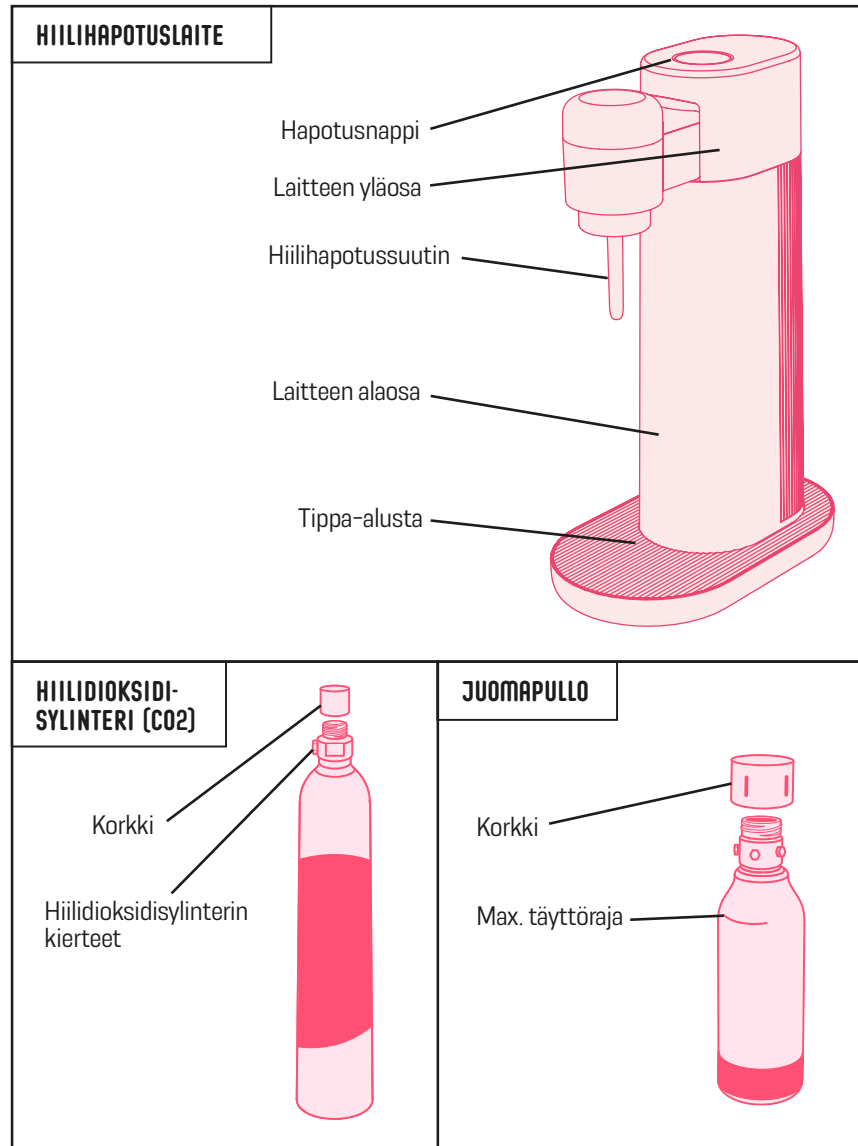 HIILIHAPOTUSLAITE
Hapotusnappi
Laitteen yläosa
Hiilihapotussuutin
Laitteen alaosa
Tippa-alusta
HIILIDIOKSIDI-
SYLINTERI (CO2)
Korkki
Hiilidioksidisylinterin
kierteet
JUOMAPULLO
Korkki
Max. täyttöraja